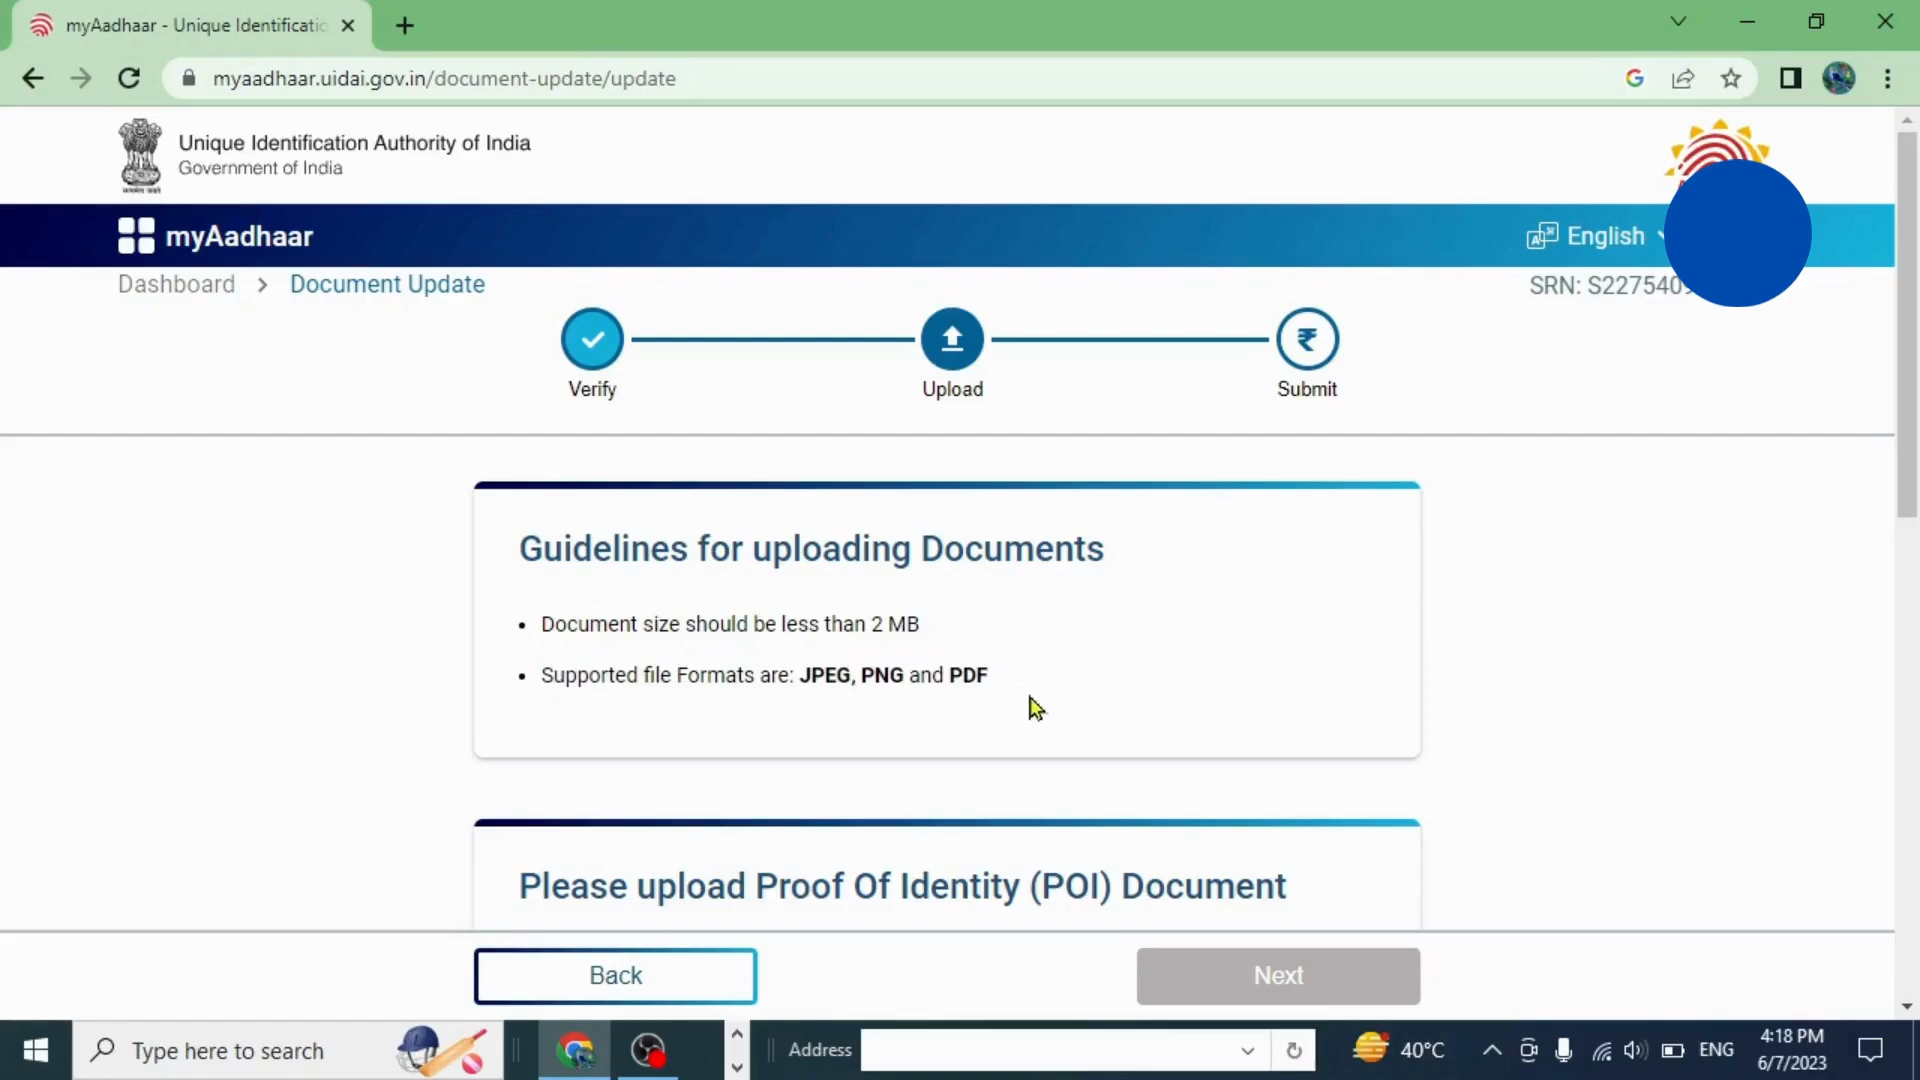 myAadhaar - Unique Identificatio
myaadhaar.uidai.gov.in/document-update/update
Unique Identification Authority of India
Government of India
myAadhaar
English
Dashboard > Document Update
SRN: S2275409
Verify
Upload
Submit
Guidelines for uploading Documents
• Document size should be less than 2 MB
• Supported file Formats are: JPEG, PNG and PDF
Please upload Proof Of Identity (POI) Document
Back
Next
Type here to search
Address
40°C
ENG
4:18 PM
6/7/2023